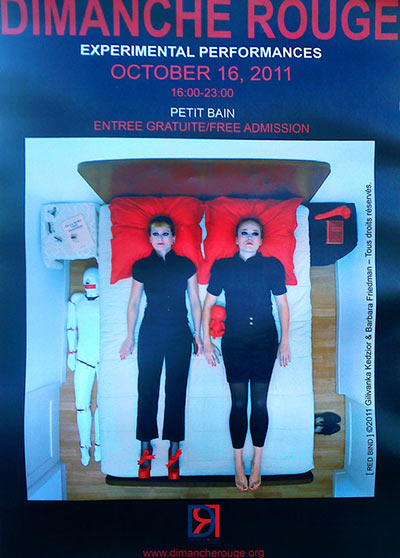 DIMANCHE ROUGE
EXPERIMENTAL PERFORMANCES
OCTOBER 16, 2011
16:00-23:00
PETIT BAIN
ENTREE GRATUITE/FREE ADMISSION
[ RED BIND ] ©2011 Gilivanka Kedzior & Barbara Friedman – Tous droits réservés.
www.dimancherouge.org